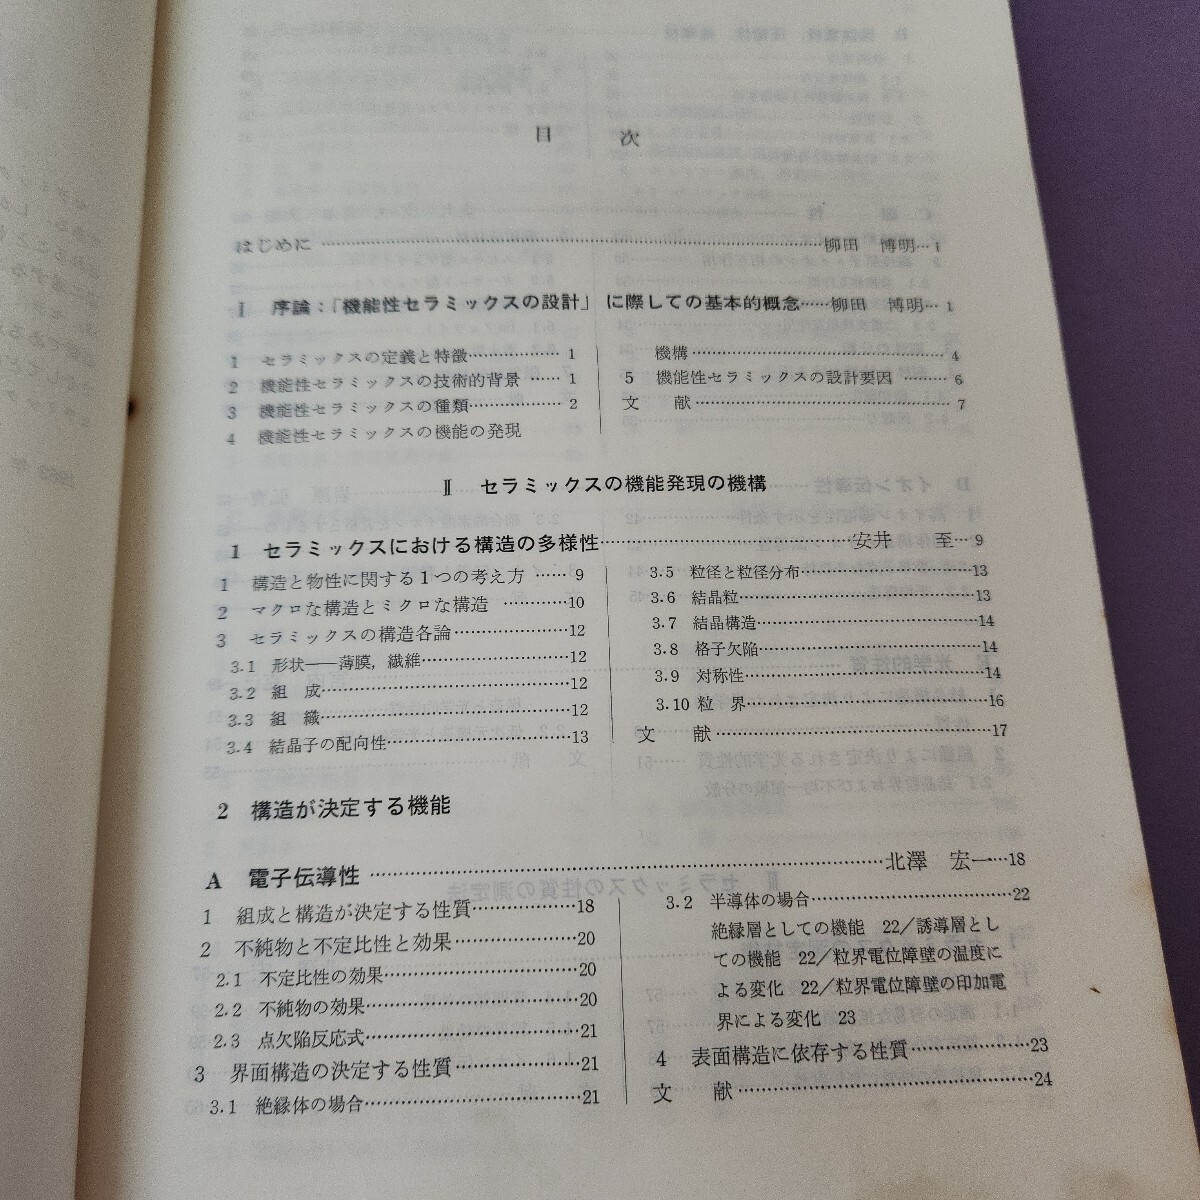 目　次
はじめに……柳田　博明…1
Ⅰ　序論：「機能性セラミックスの設計」に際しての基本的概念……柳田　博明…1
1　セラミックスの定義と特徴……1
2　機能性セラミックスの技術的背景……1
3　機能性セラミックスの種類……2
4　機能性セラミックスの機能の発現
機構……4
5　機能性セラミックスの設計要因……6
文　献……7
Ⅱ　セラミックスの機能発現の機構
1　セラミックスにおける構造の多様性……安井　至…9
1　構造と物性に関する1つの考え方……9
2　マクロな構造とミクロな構造……10
3　セラミックスの構造各論……12
3.1　形状――薄膜，繊維……12
3.2　組　成……12
3.3　組　織……12
3.4　結晶子の配向性……13
3.5　粒径と粒径分布……13
3.6　結晶粒……13
3.7　結晶構造……14
3.8　格子欠陥……14
3.9　対称性……14
3.10　粒　界……16
文　献……17
2　構造が決定する機能
A　電子伝導性……北澤　宏一…18
1　組成と構造が決定する性質……18
2　不純物と不定比性と効果……20
2.1　不定比性の効果……20
2.2　不純物の効果……20
2.3　点欠陥反応式……21
3　界面構造の決定する性質……21
3.1　絶縁体の場合……21
3.2　半導体の場合……22
絶縁層としての機能　22／誘導層とし
ての機能　22／粒界電位障壁の温度に
よる変化　22／粒界電位障壁の印加電
界による変化　23
4　表面構造に依存する性質……23
文　献……24